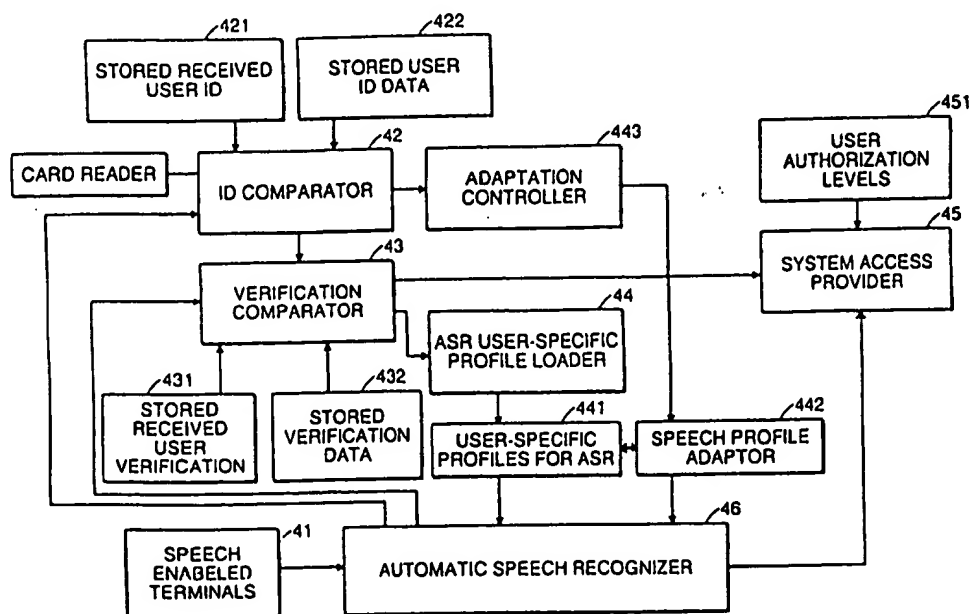 421
STORED RECEIVED
USER ID
422
STORED USER
ID DATA
451
USER
AUTHORIZATION
LEVELS
CARD READER
42
ID COMPARATOR
443
ADAPTATION
CONTROLLER
45
SYSTEM ACCESS
PROVIDER
43
VERIFICATION
COMPARATOR
44
ASR USER-SPECIFIC
PROFILE LOADER
431
STORED
RECEIVED
USER
VERIFICATION
432
STORED
VERIFICATION
DATA
441
USER-SPECIFIC
PROFILES FOR ASR
442
SPEECH PROFILE
ADAPTOR
41
SPEECH
ENABELED
TERMINALS
46
AUTOMATIC SPEECH RECOGNIZER